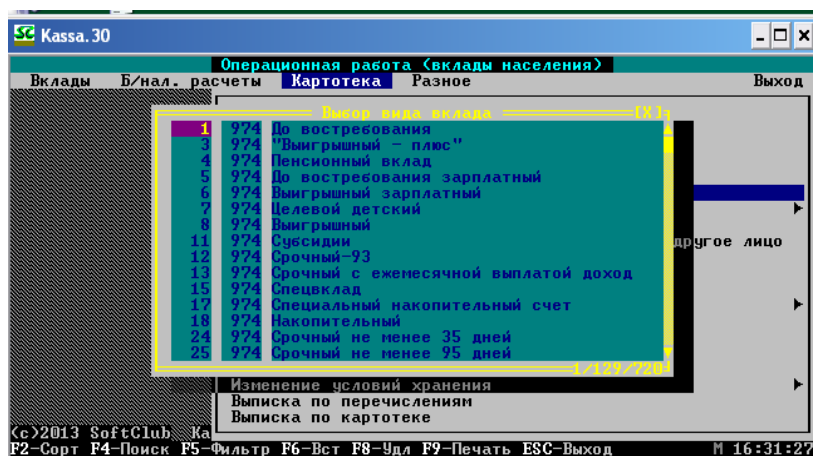 Kassa.30
Операционная работа (вклады населения)
Вклады Б/нал. расчеты Картотека Разное Выход
Выбор вида вклада [X]
1 974 До востребования
3 974 "Выигрышный - плюс"
4 974 Пенсионный вклад
5 974 До востребования зарплатный
6 974 Выигрышный зарплатный
7 974 Целевой детский
8 974 Выигрышный
11 974 Субсидии другое лицо
12 974 Срочный-93
13 974 Срочный с ежемесячной выплатой доход
15 974 Спецвклад
17 974 Специальный накопительный счет
18 974 Накопительный
24 974 Срочный не менее 35 дней
25 974 Срочный не менее 95 дней
1/129/720
Изменение условий хранения
Выписка по перечислениям
Выписка по картотеке
(c)2013 SoftClub Ка
F2-Сорт F4-Поиск F5-Фильтр F6-Вст F8-Удл F9-Печать ESC-Выход М 16:31:27